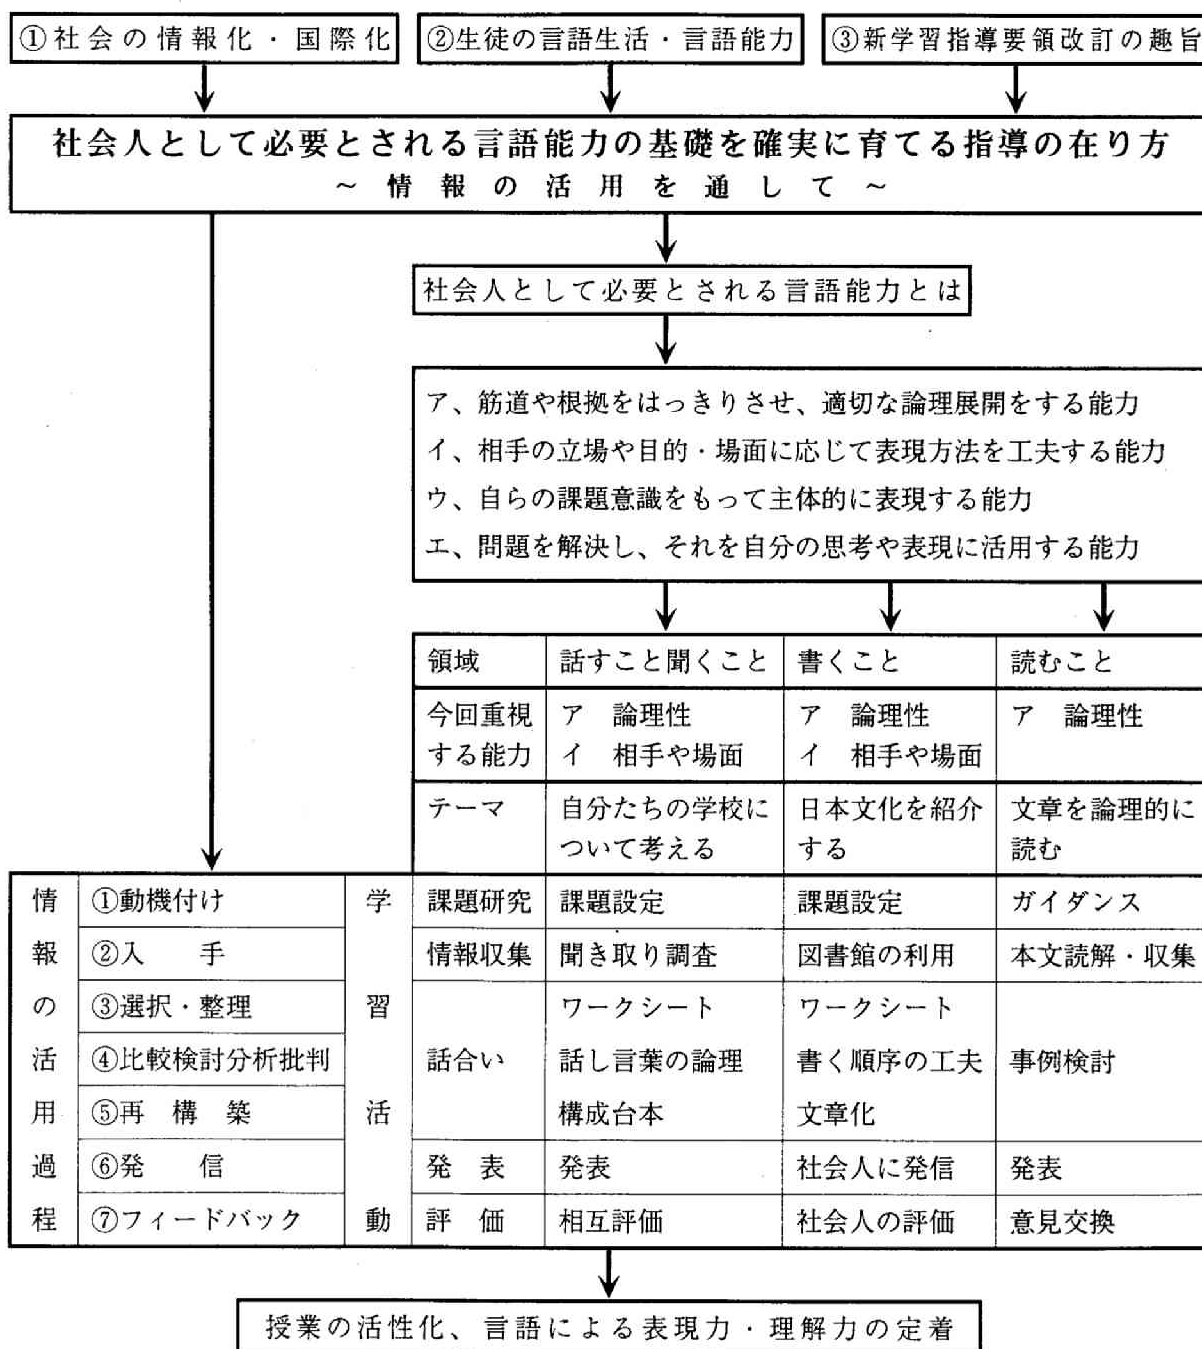 ①社会の情報化・国際化
②生徒の言語生活・言語能力
③新学習指導要領改訂の趣旨
社会人として必要とされる言語能力の基礎を確実に育てる指導の在り方
～情報の活用を通して～
社会人として必要とされる言語能力とは
ア、筋道や根拠をはっきりさせ、適切な論理展開をする能力
イ、相手の立場や目的・場面に応じて表現方法を工夫する能力
ウ、自らの課題意識をもって主体的に表現する能力
エ、問題を解決し、それを自分の思考や表現に活用する能力
領域 話すこと聞くこと 書くこと 読むこと
今回重視 ア 論理性 ア 論理性 ア 論理性
する能力 イ 相手や場面 イ 相手や場面
テーマ 自分たちの学校に 日本文化を紹介 文章を論理的に
ついて考える する 読む
情 ①動機付け 学 課題研究 課題設定 課題設定 ガイダンス
報 ②入 手 情報収集 聞き取り調査 図書館の利用 本文読解・収集
の ③選択・整理 習 ワークシート ワークシート
活 ④比較検討分析批判 話合い 話し言葉の論理 書く順序の工夫 事例検討
用 ⑤再 構 築 活 構成台本 文章化
過 ⑥発 信 発 表 発表 社会人に発信 発表
程 ⑦フィードバック 動 評 価 相互評価 社会人の評価 意見交換
授業の活性化、言語による表現力・理解力の定着